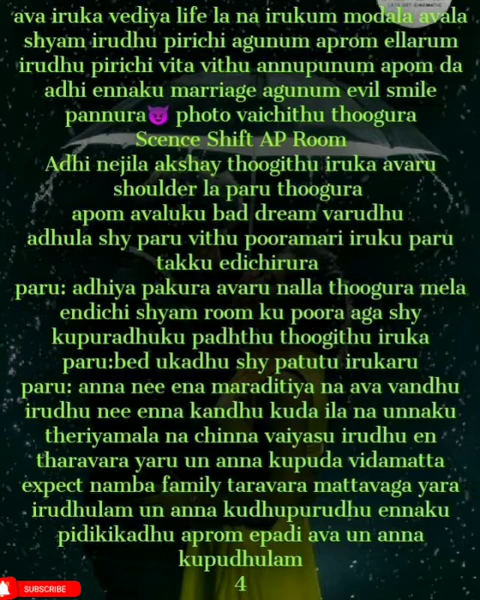 ava iruka vediya life la na irukum modala avala
shyam irudhu pirichi agunum aprom ellarum
irudhu pirichi vita vithu annupunum apom da
adhi ennaku marriage agunum evil smile
pannura😈 photo vaichithu thoogura
Scence Shift AP Room
Adhi nejila akshay thoogithu iruka avaru
shoulder la paru thoogura
apom avaluku bad dream varudhu
adhula shy paru vithu pooramari iruku paru
takku edichirura
paru: adhiya pakura avaru nalla thoogura mela
endichi shyam room ku poora aga shy
kupuradhuku padhthu thoogithu iruka
paru:bed ukadhu shy patutu irukaru
paru: anna nee ena maraditiya na ava vandhu
irudhu nee enna kandhu kuda ila na unnaku
theriyamala na chinna vaiyasu irudhu en
tharavara yaru un anna kupuda vidamatta
expect namba family taravara mattavaga yara
irudhulam un anna kudhupurudhu ennaku
pidikikadhu aprom epadi ava un anna
kupudhulam
4
SUBSCRIBE